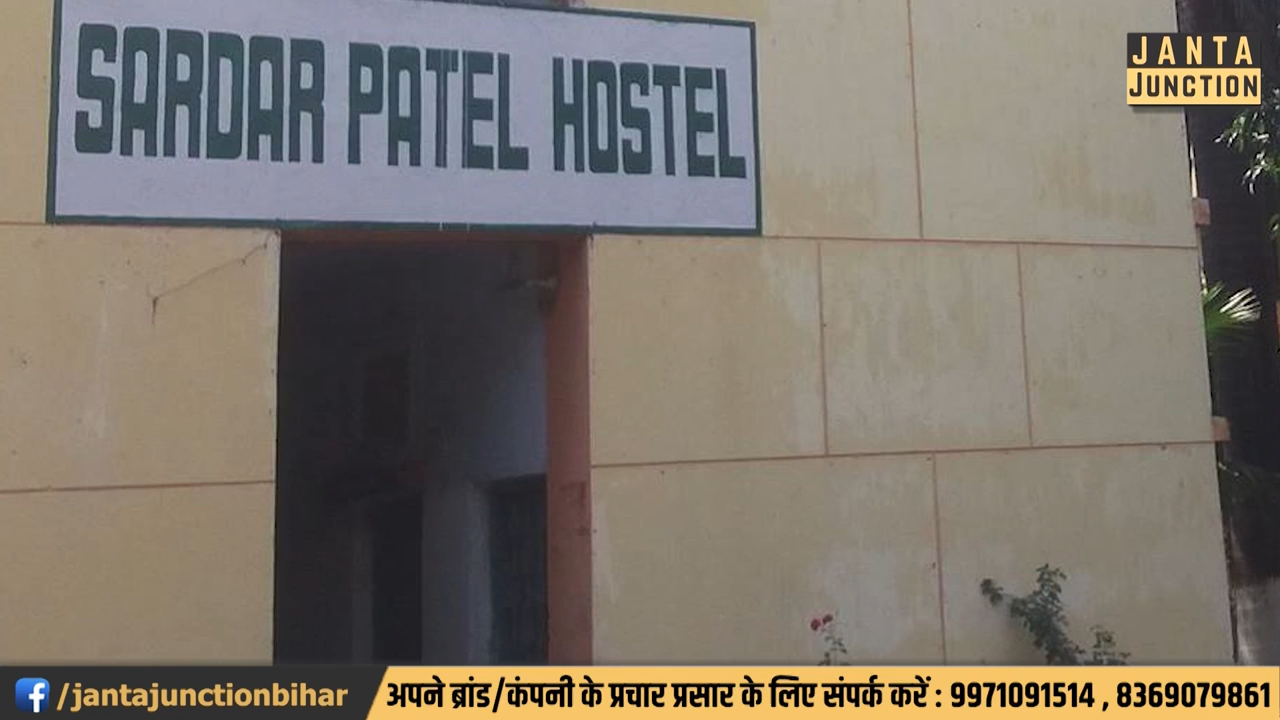 SARDAR PATEL HOSTEL
JANTA
JUNCTION
/jantajunctionbihar
अपने ब्रांड/कंपनी के प्रचार प्रसार के लिए संपर्क करें : 9971091514 , 8369079861